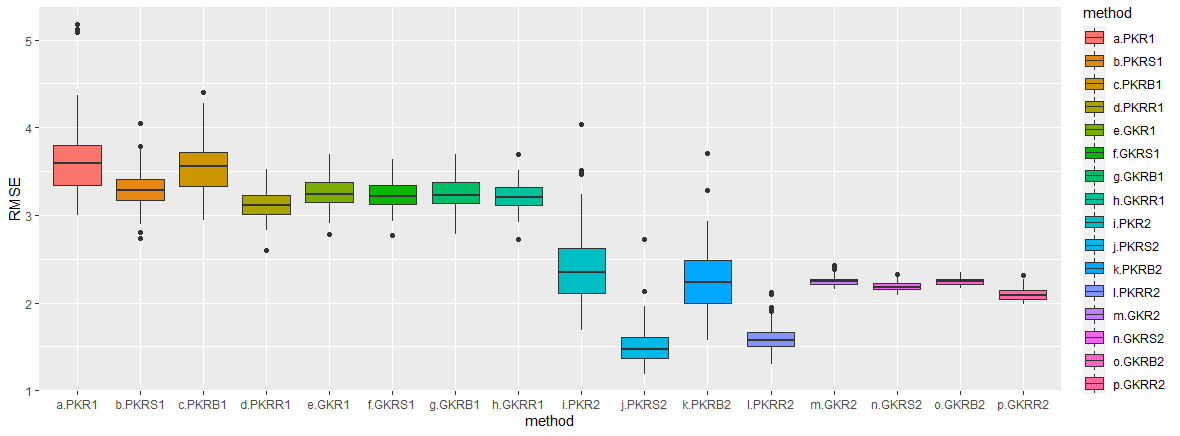 RMSE
5
4
3
2
1
a.PKR1 b.PKRS1 c.PKRB1 d.PKRR1 e.GKR1 f.GKRS1 g.GKRB1 h.GKRR1 i.PKR2 j.PKRS2 k.PKRB2 l.PKRR2 m.GKR2 n.GKRS2 o.GKRB2 p.GKRR2
method
method
a.PKR1
b.PKRS1
c.PKRB1
d.PKRR1
e.GKR1
f.GKRS1
g.GKRB1
h.GKRR1
i.PKR2
j.PKRS2
k.PKRB2
l.PKRR2
m.GKR2
n.GKRS2
o.GKRB2
p.GKRR2